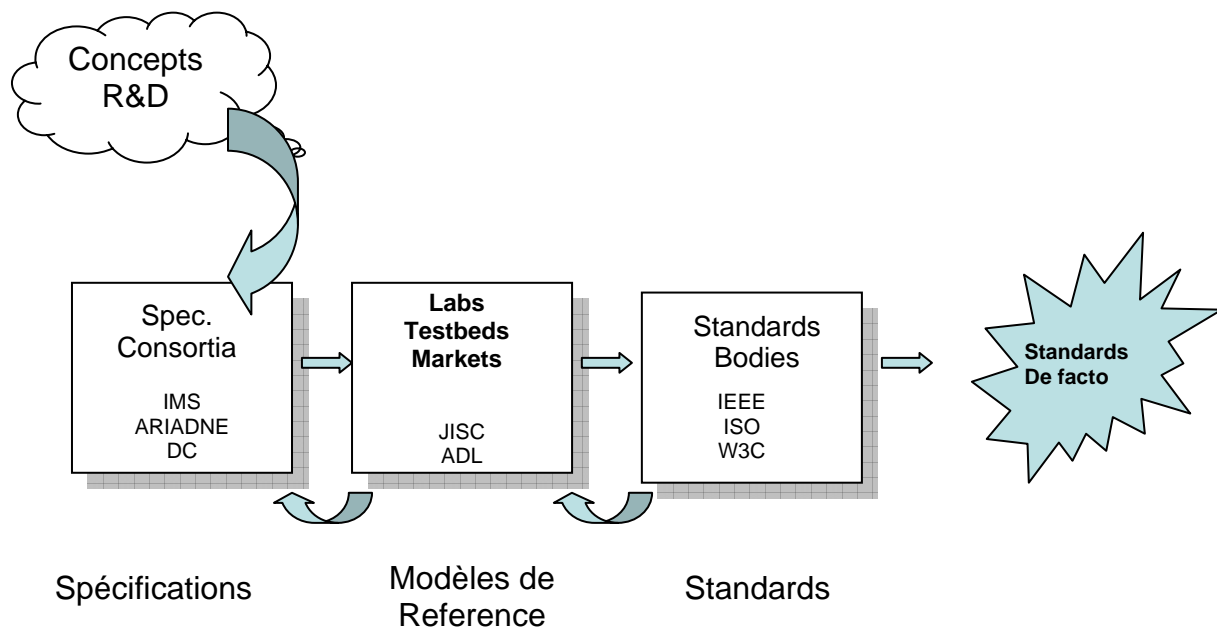 Concepts
R&D
Spec.
Consortia
IMS
ARIADNE
DC
Labs
Testbeds
Markets
JISC
ADL
Standards
Bodies
IEEE
ISO
W3C
Standards
De facto
Spécifications
Modèles de
Reference
Standards